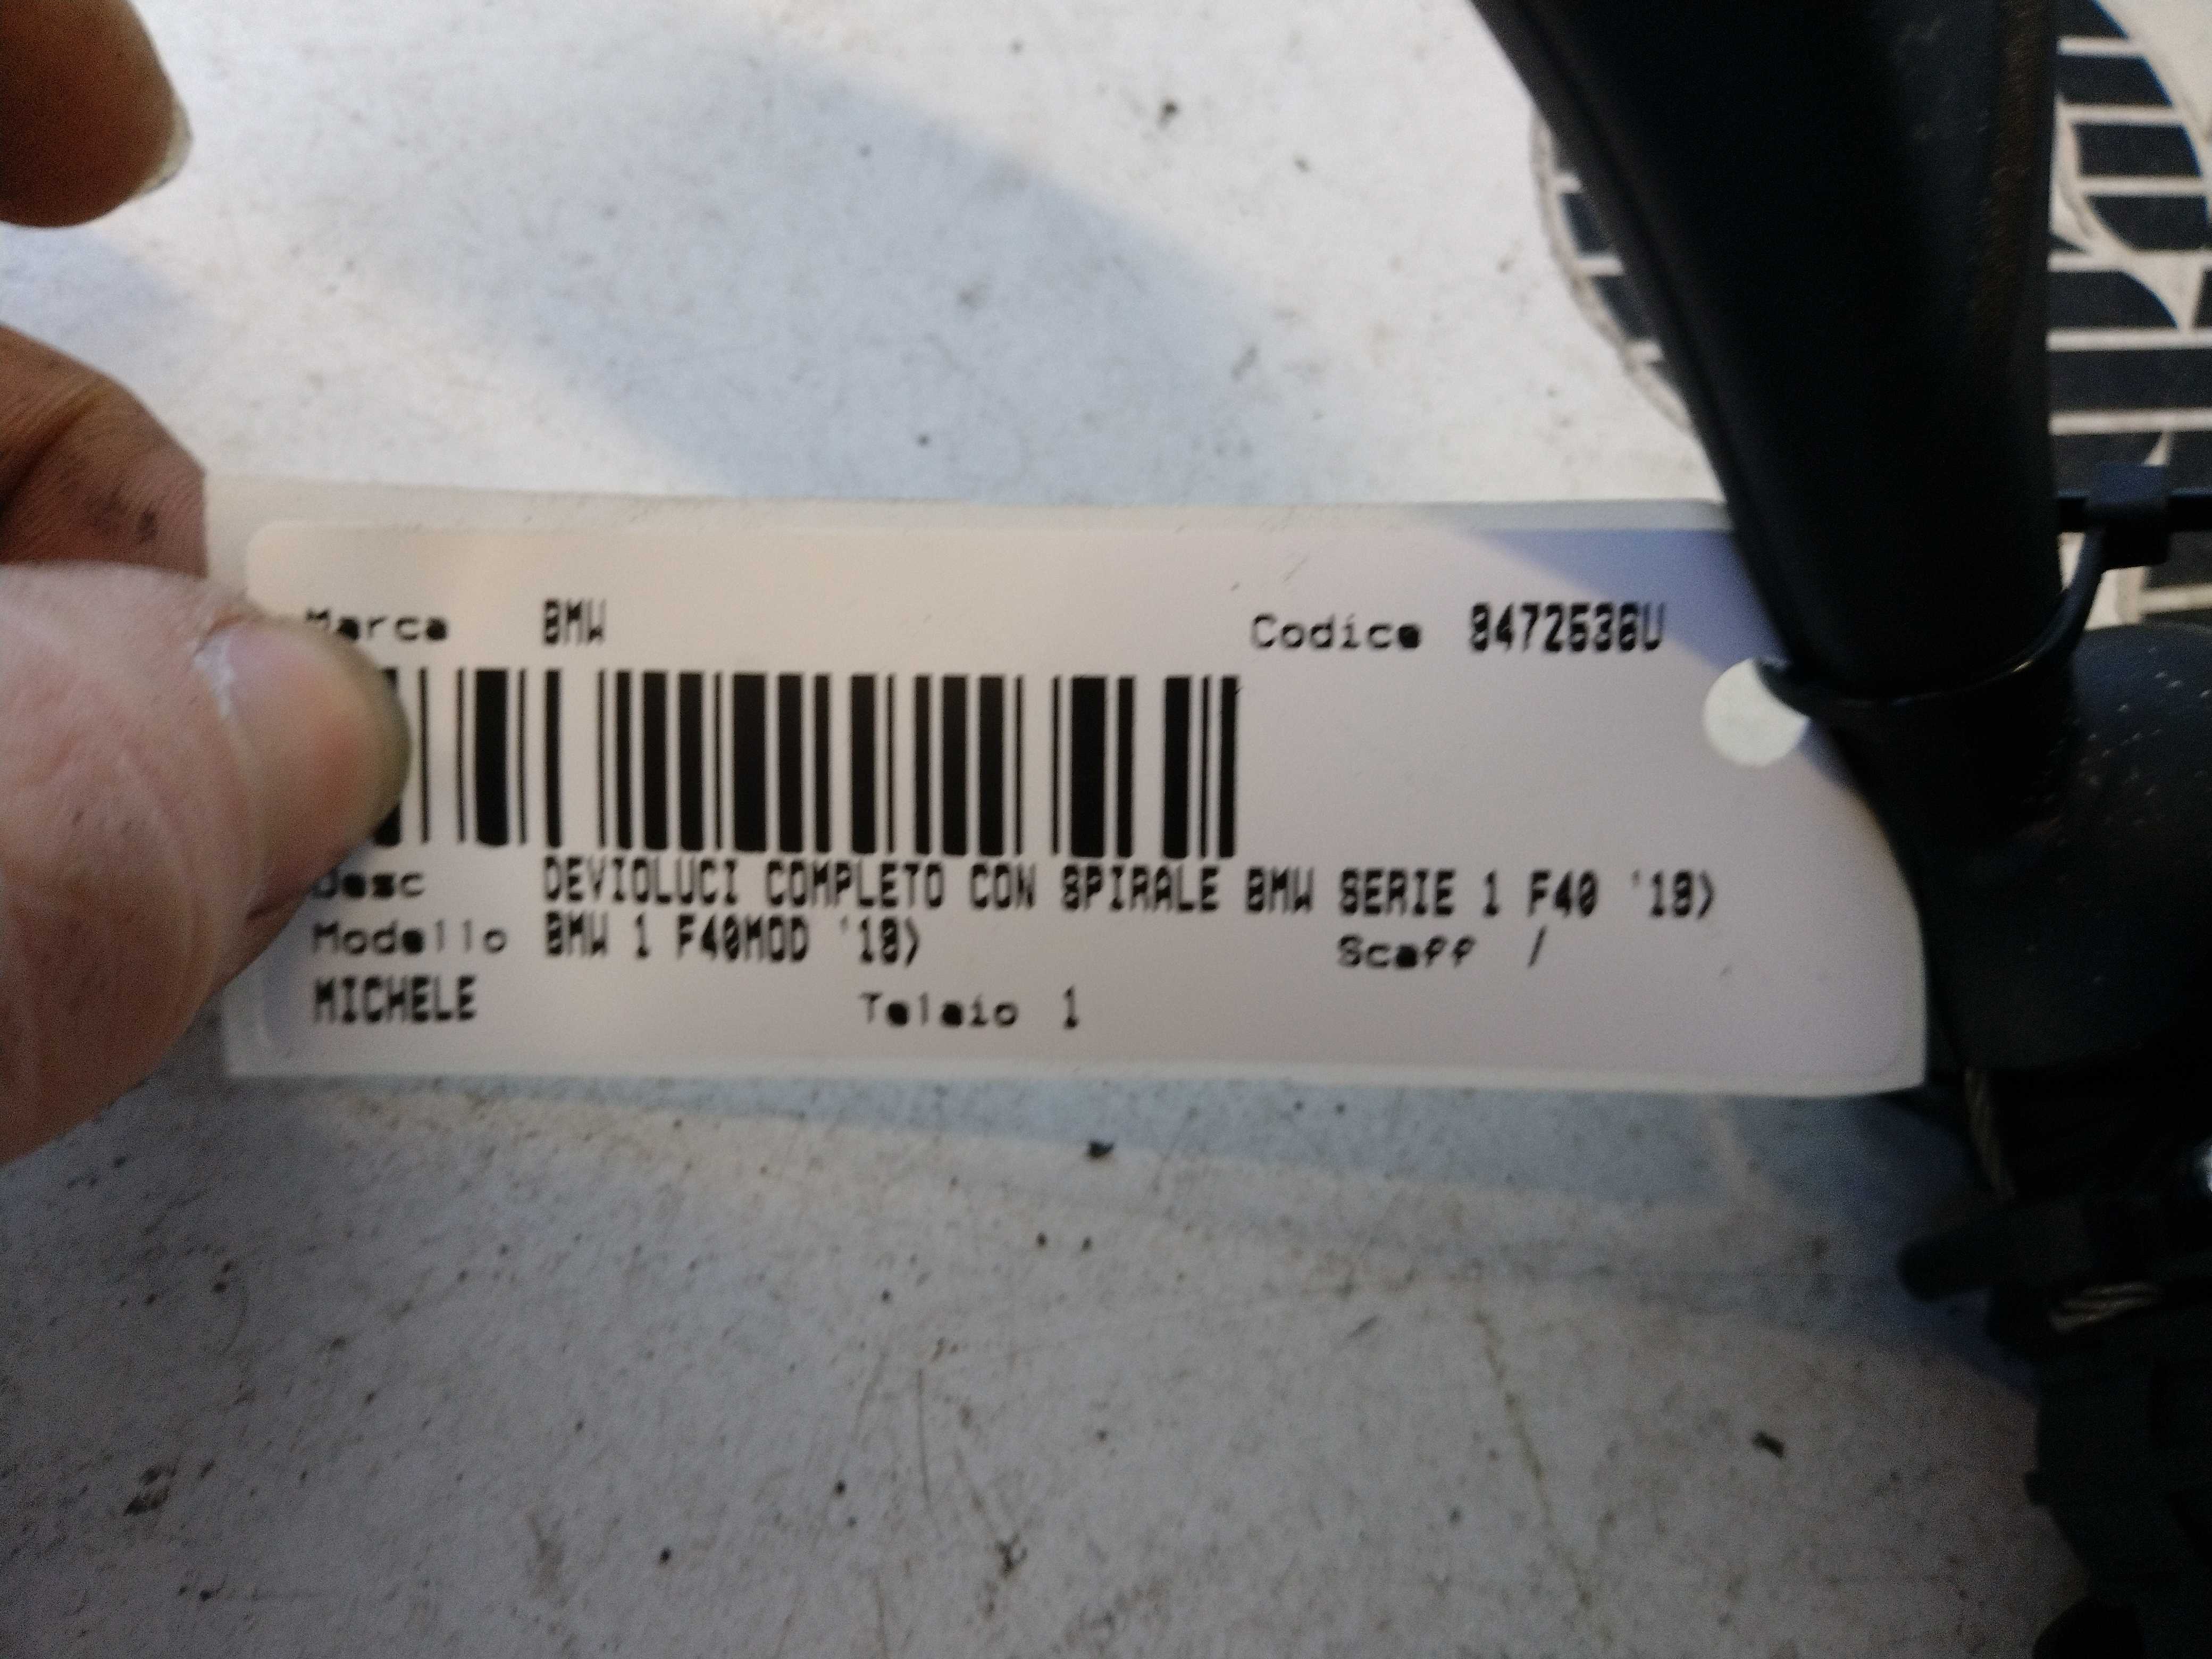 Marca BMW Codice 9472536U
Desc DEVIOLUCI COMPLETO CON SPIRALE BMW SERIE 1 F40 '18>
Modello BMW 1 F40MOD '18> Scaff /
MICHELE Telaio 1